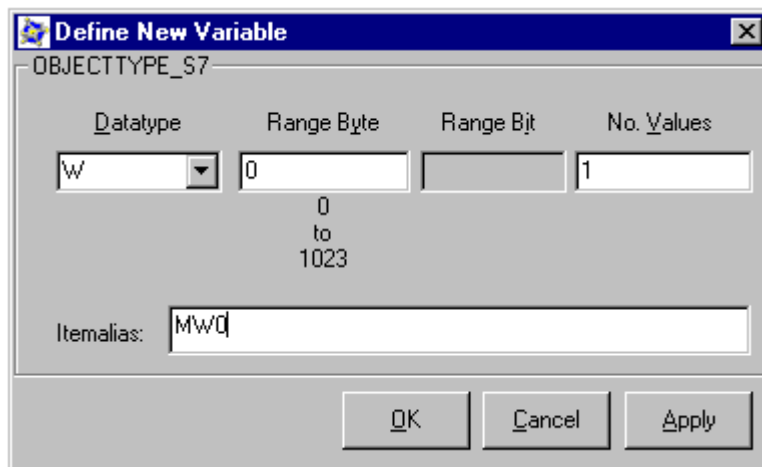 Define New Variable
OBJECTTYPE_S7
Datatype Range Byte Range Bit No. Values
W 0 1
0
to
1023
Itemalias: MW0
OK Cancel Apply